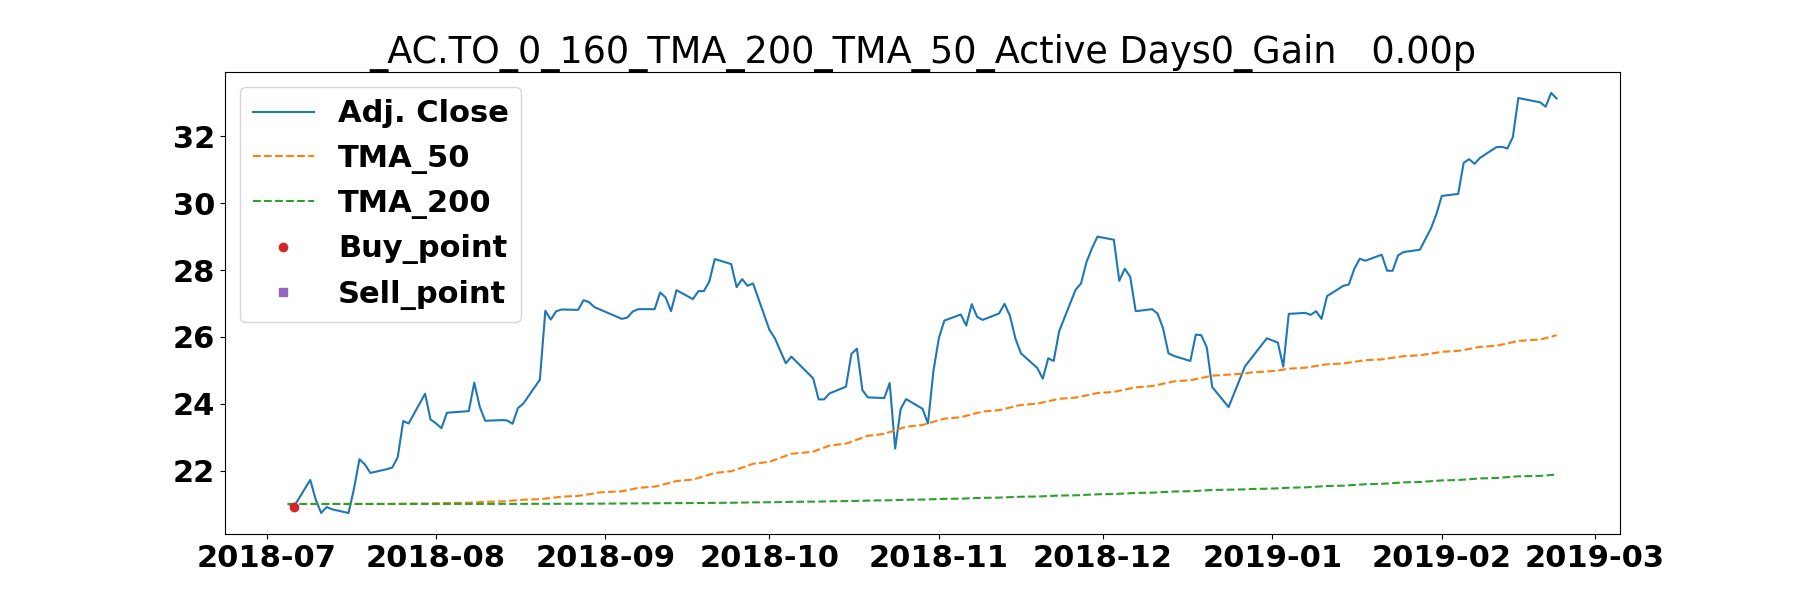 _AC.TO_0_160_TMA_200_TMA_50_Active Days0_Gain   0.00p
Adj. Close
TMA_50
TMA_200
Buy_point
Sell_point
32
30
28
26
24
22
2018-07 2018-08 2018-09 2018-10 2018-11 2018-12 2019-01 2019-02 2019-03